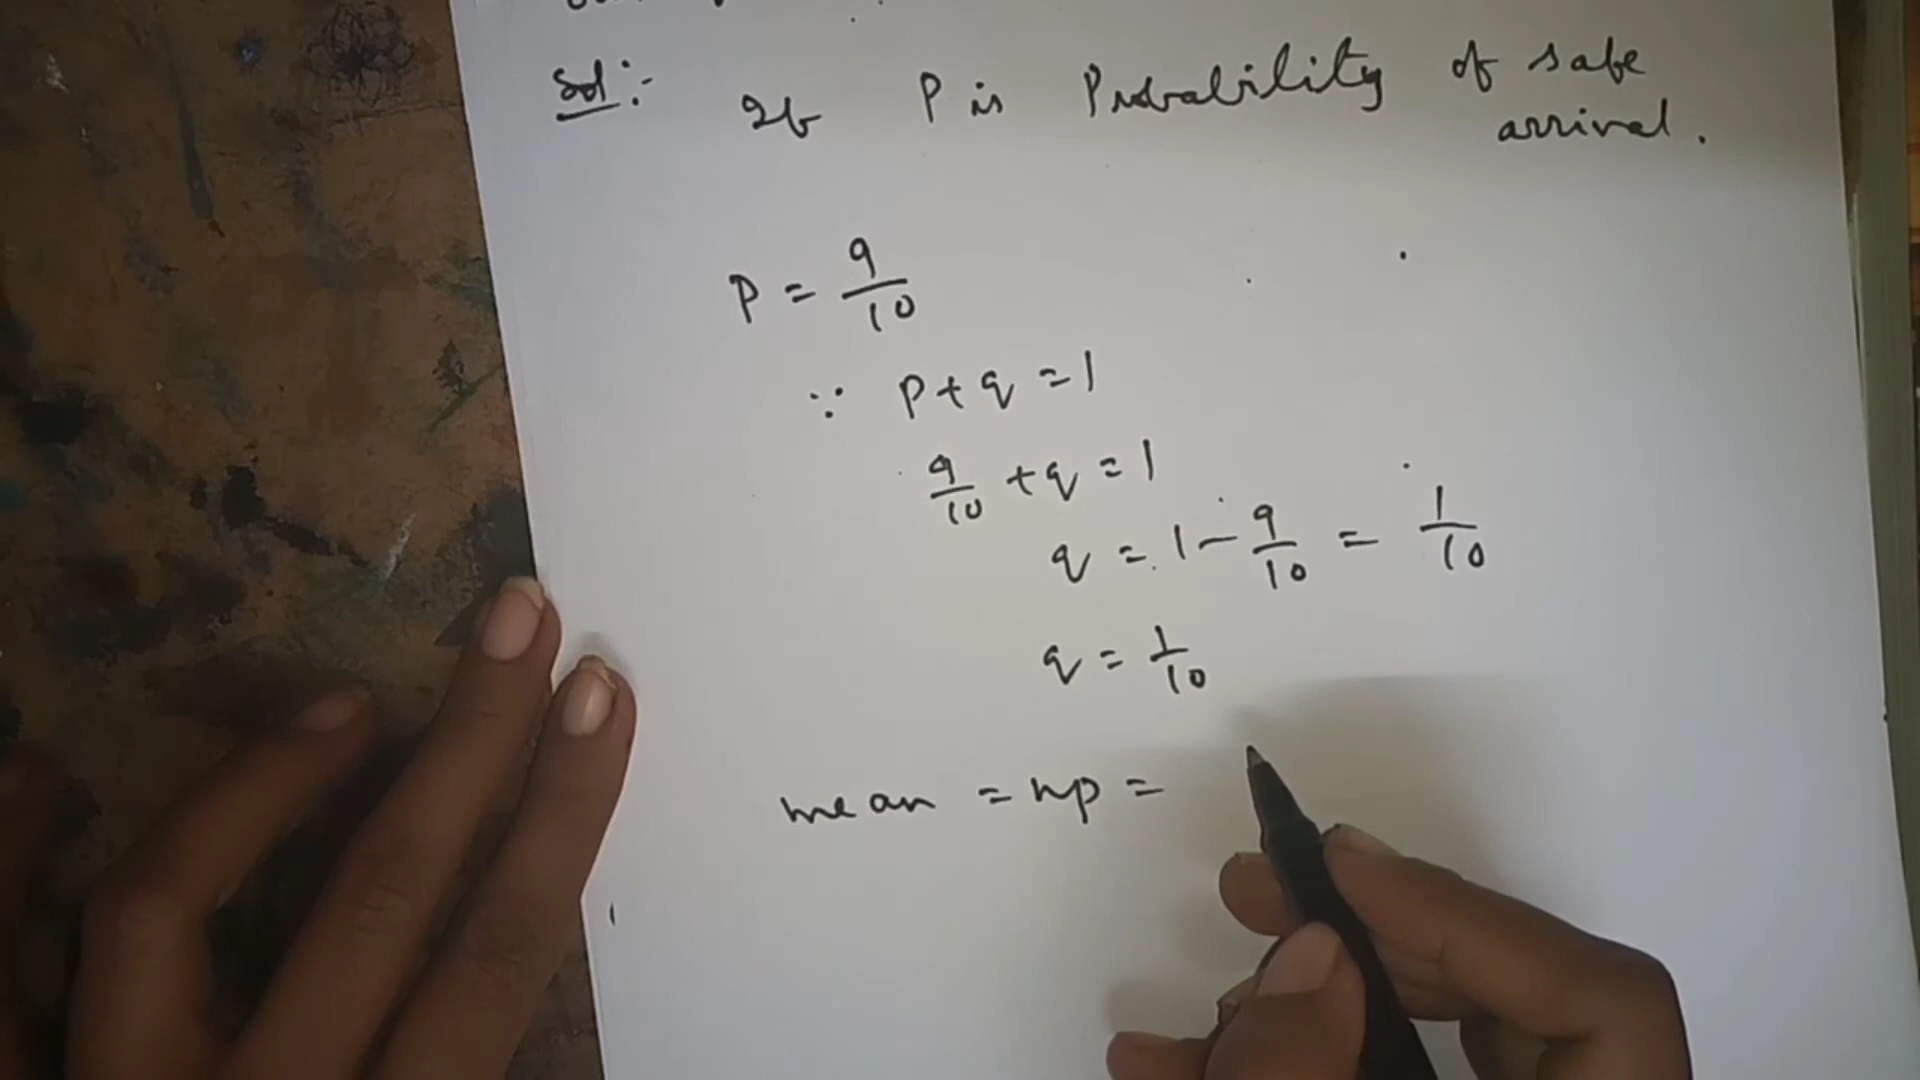 Sol:- If P is Probability of safe
arrival.
P = 9/10
∵ P+q =1
9/10 +q =1
q = 1 - 9/10 = 1/10
q = 1/10
mean = np =